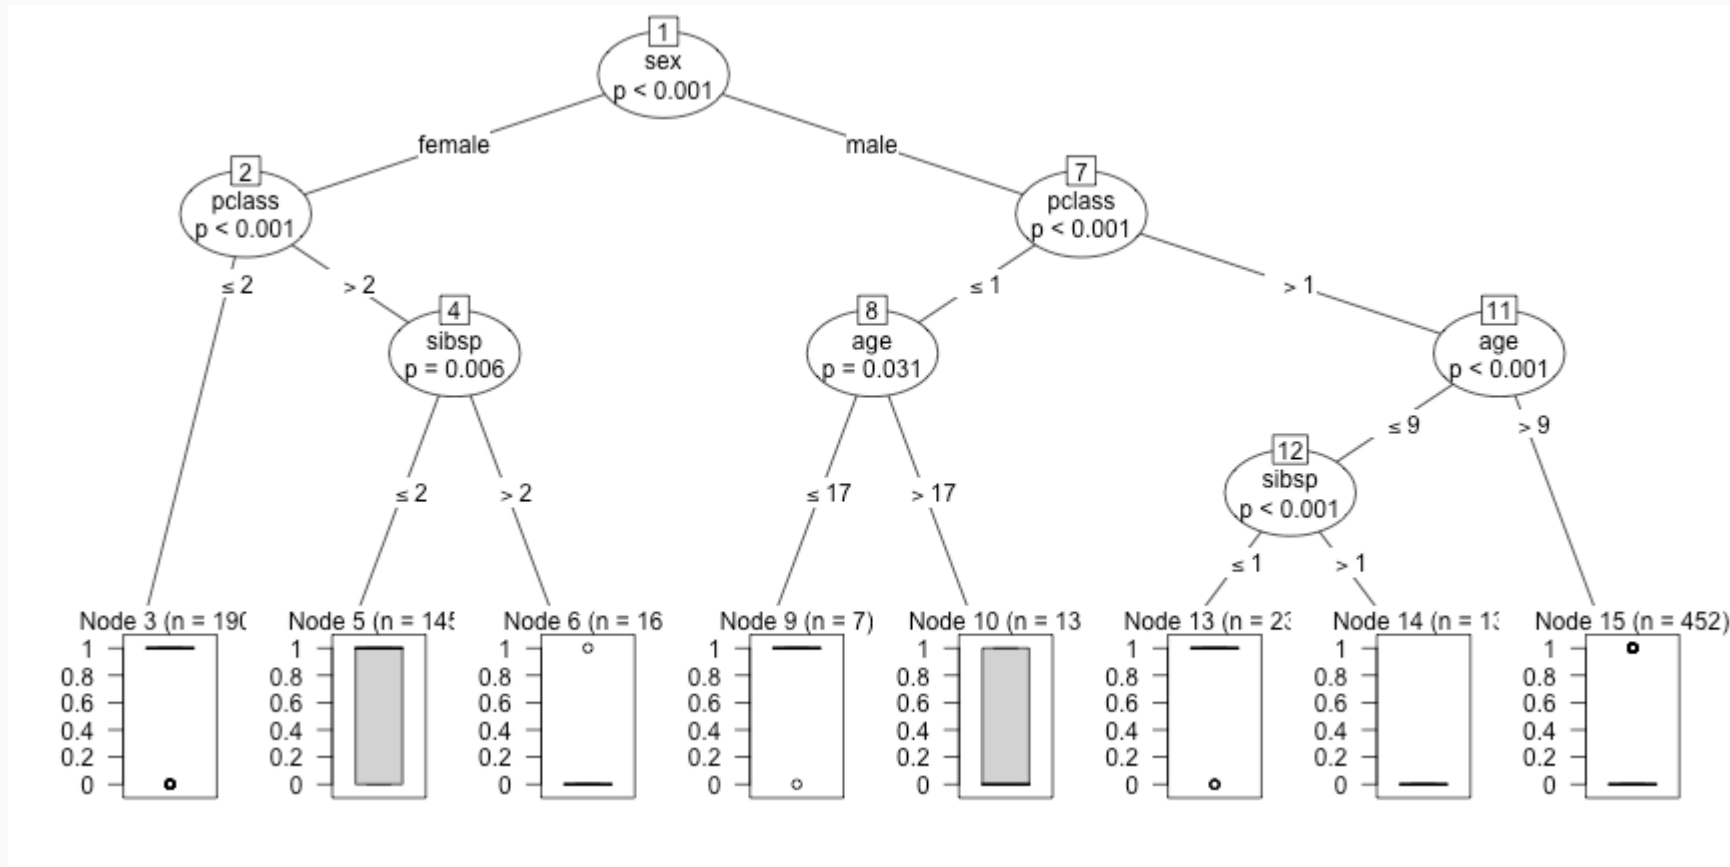 1
sex
p < 0.001
female
male
2
pclass
p < 0.001
7
pclass
p < 0.001
≤ 2
> 2
≤ 1
> 1
4
sibsp
p = 0.006
8
age
p = 0.031
11
age
p < 0.001
≤ 9
> 9
12
sibsp
p < 0.001
≤ 2
> 2
≤ 17
> 17
≤ 1
> 1
Node 3 (n = 190
1
0.8
0.6
0.4
0.2
0
Node 5 (n = 145
1
0.8
0.6
0.4
0.2
0
Node 6 (n = 16
1
0.8
0.6
0.4
0.2
0
Node 9 (n = 7)
1
0.8
0.6
0.4
0.2
0
Node 10 (n = 13
1
0.8
0.6
0.4
0.2
0
Node 13 (n = 23
1
0.8
0.6
0.4
0.2
0
Node 14 (n = 13
1
0.8
0.6
0.4
0.2
0
Node 15 (n = 452)
1
0.8
0.6
0.4
0.2
0